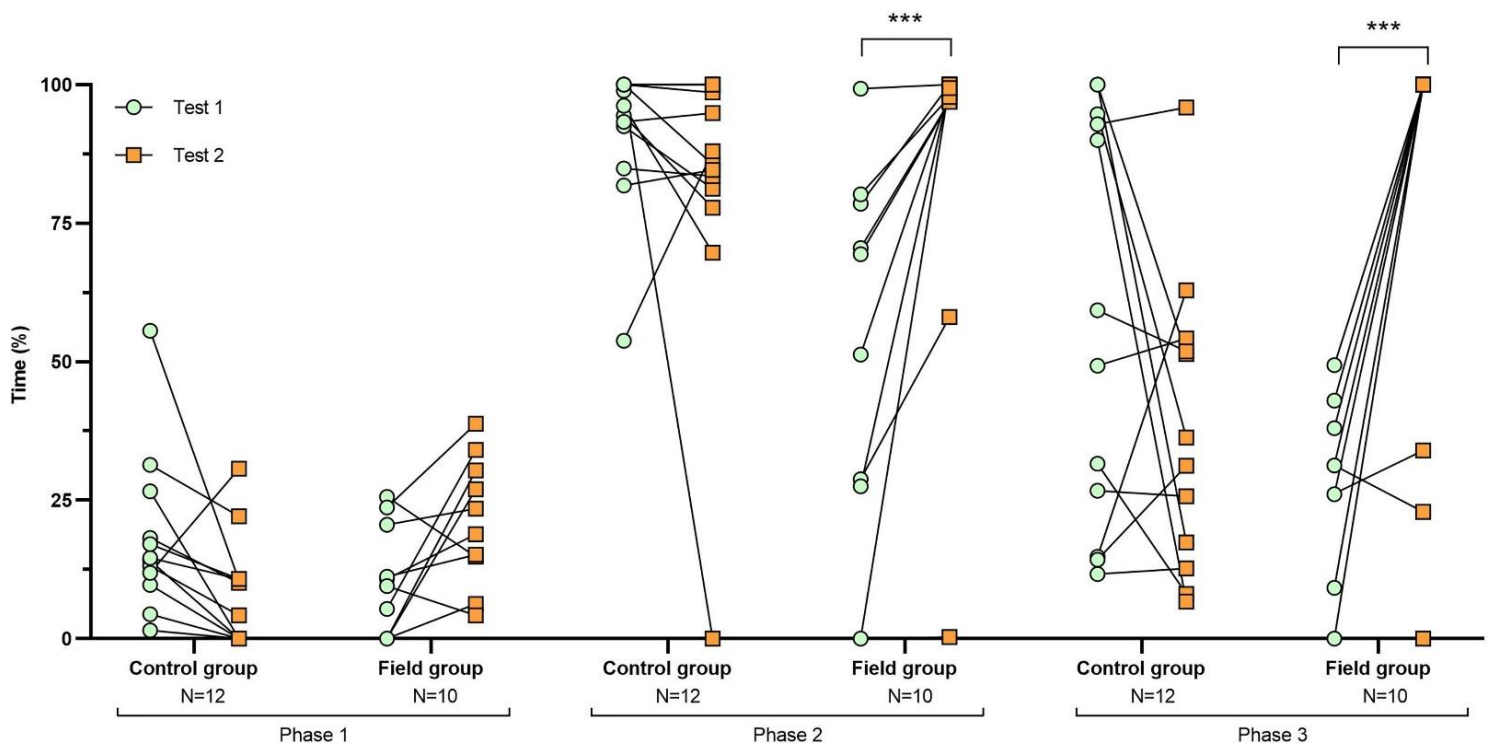 ***
***
100
75
50
25
0
Time (%)
Test 1
Test 2
Control group
N=12
Field group
N=10
Phase 1
Control group
N=12
Field group
N=10
Phase 2
Control group
N=12
Field group
N=10
Phase 3